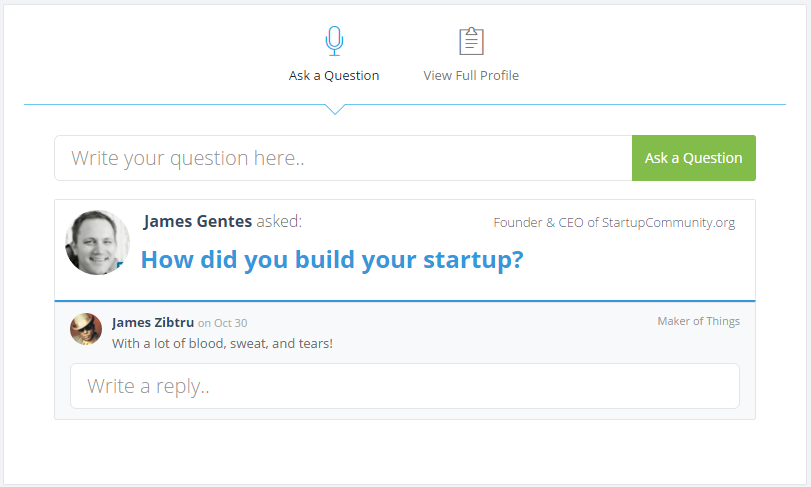 Ask a Question
View Full Profile
Write your question here..
Ask a Question
James Gentes asked:
Founder & CEO of StartupCommunity.org
How did you build your startup?
James Zibtru on Oct 30
Maker of Things
With a lot of blood, sweat, and tears!
Write a reply..